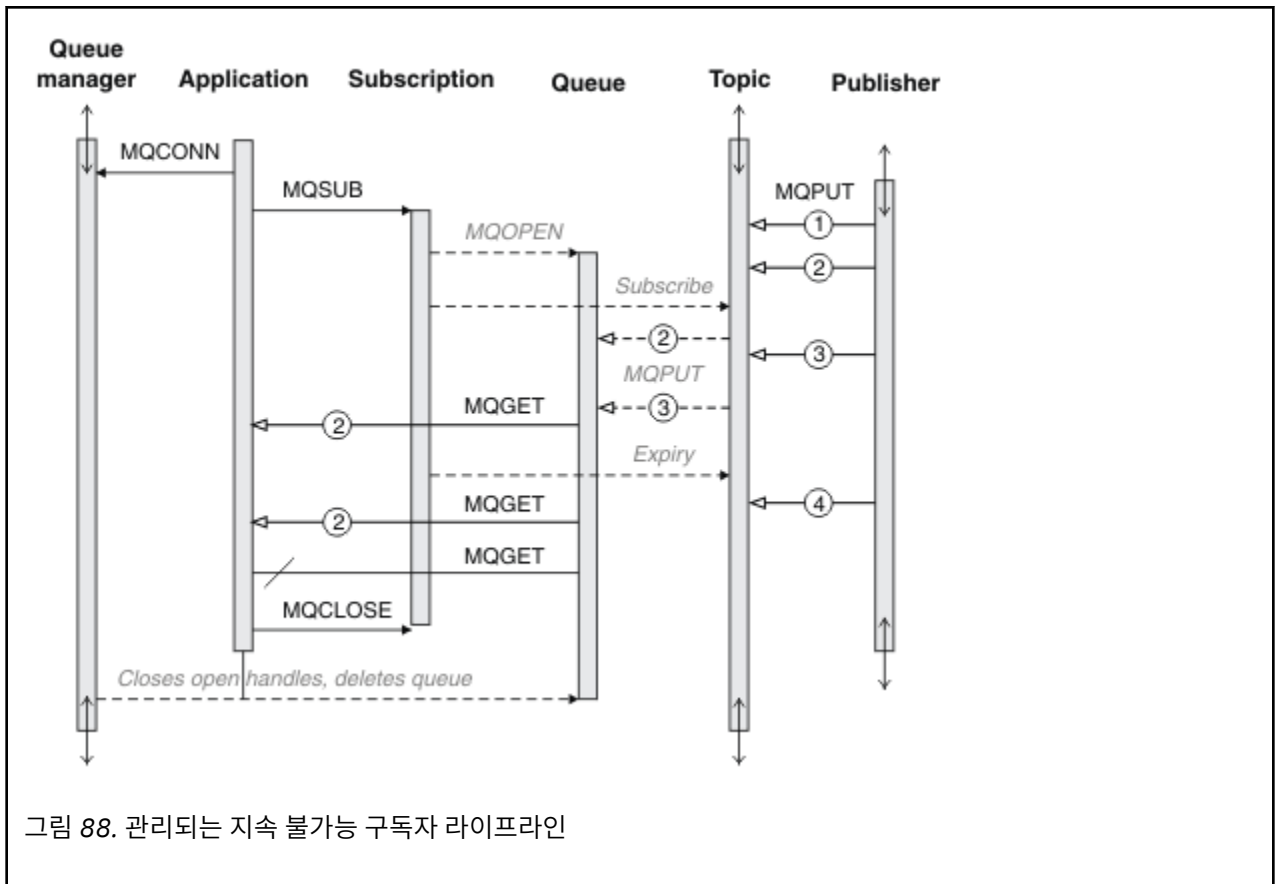 Queue manager
Application
Subscription
Queue
Topic
Publisher
MQCONN
MQSUB
MQPUT
MQOPEN
1
2
Subscribe
2
3
MQPUT
3
MQGET
2
Expiry
MQGET
4
2
MQGET
MQCLOSE
Closes open handles, deletes queue
그림 88. 관리되는 지속 불가능 구독자 라이프라인